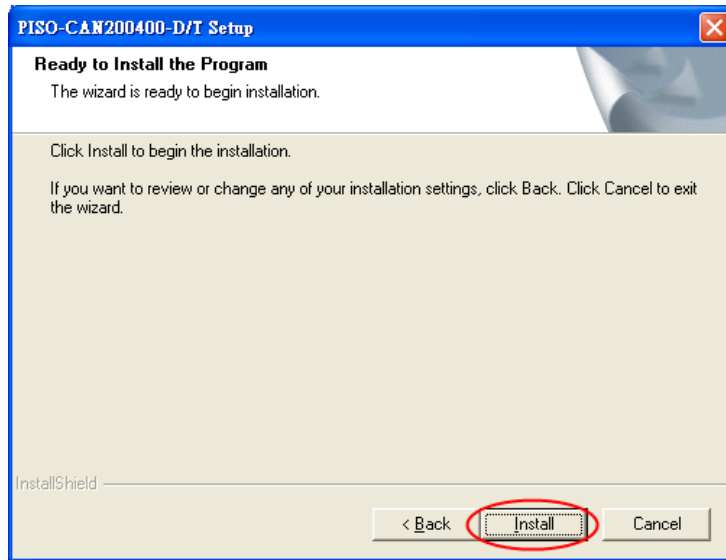 PISO-CAN200400-D/T Setup
Ready to Install the Program
The wizard is ready to begin installation.
Click Install to begin the installation.
If you want to review or change any of your installation settings, click Back. Click Cancel to exit
the wizard.
InstallShield
< Back Install Cancel